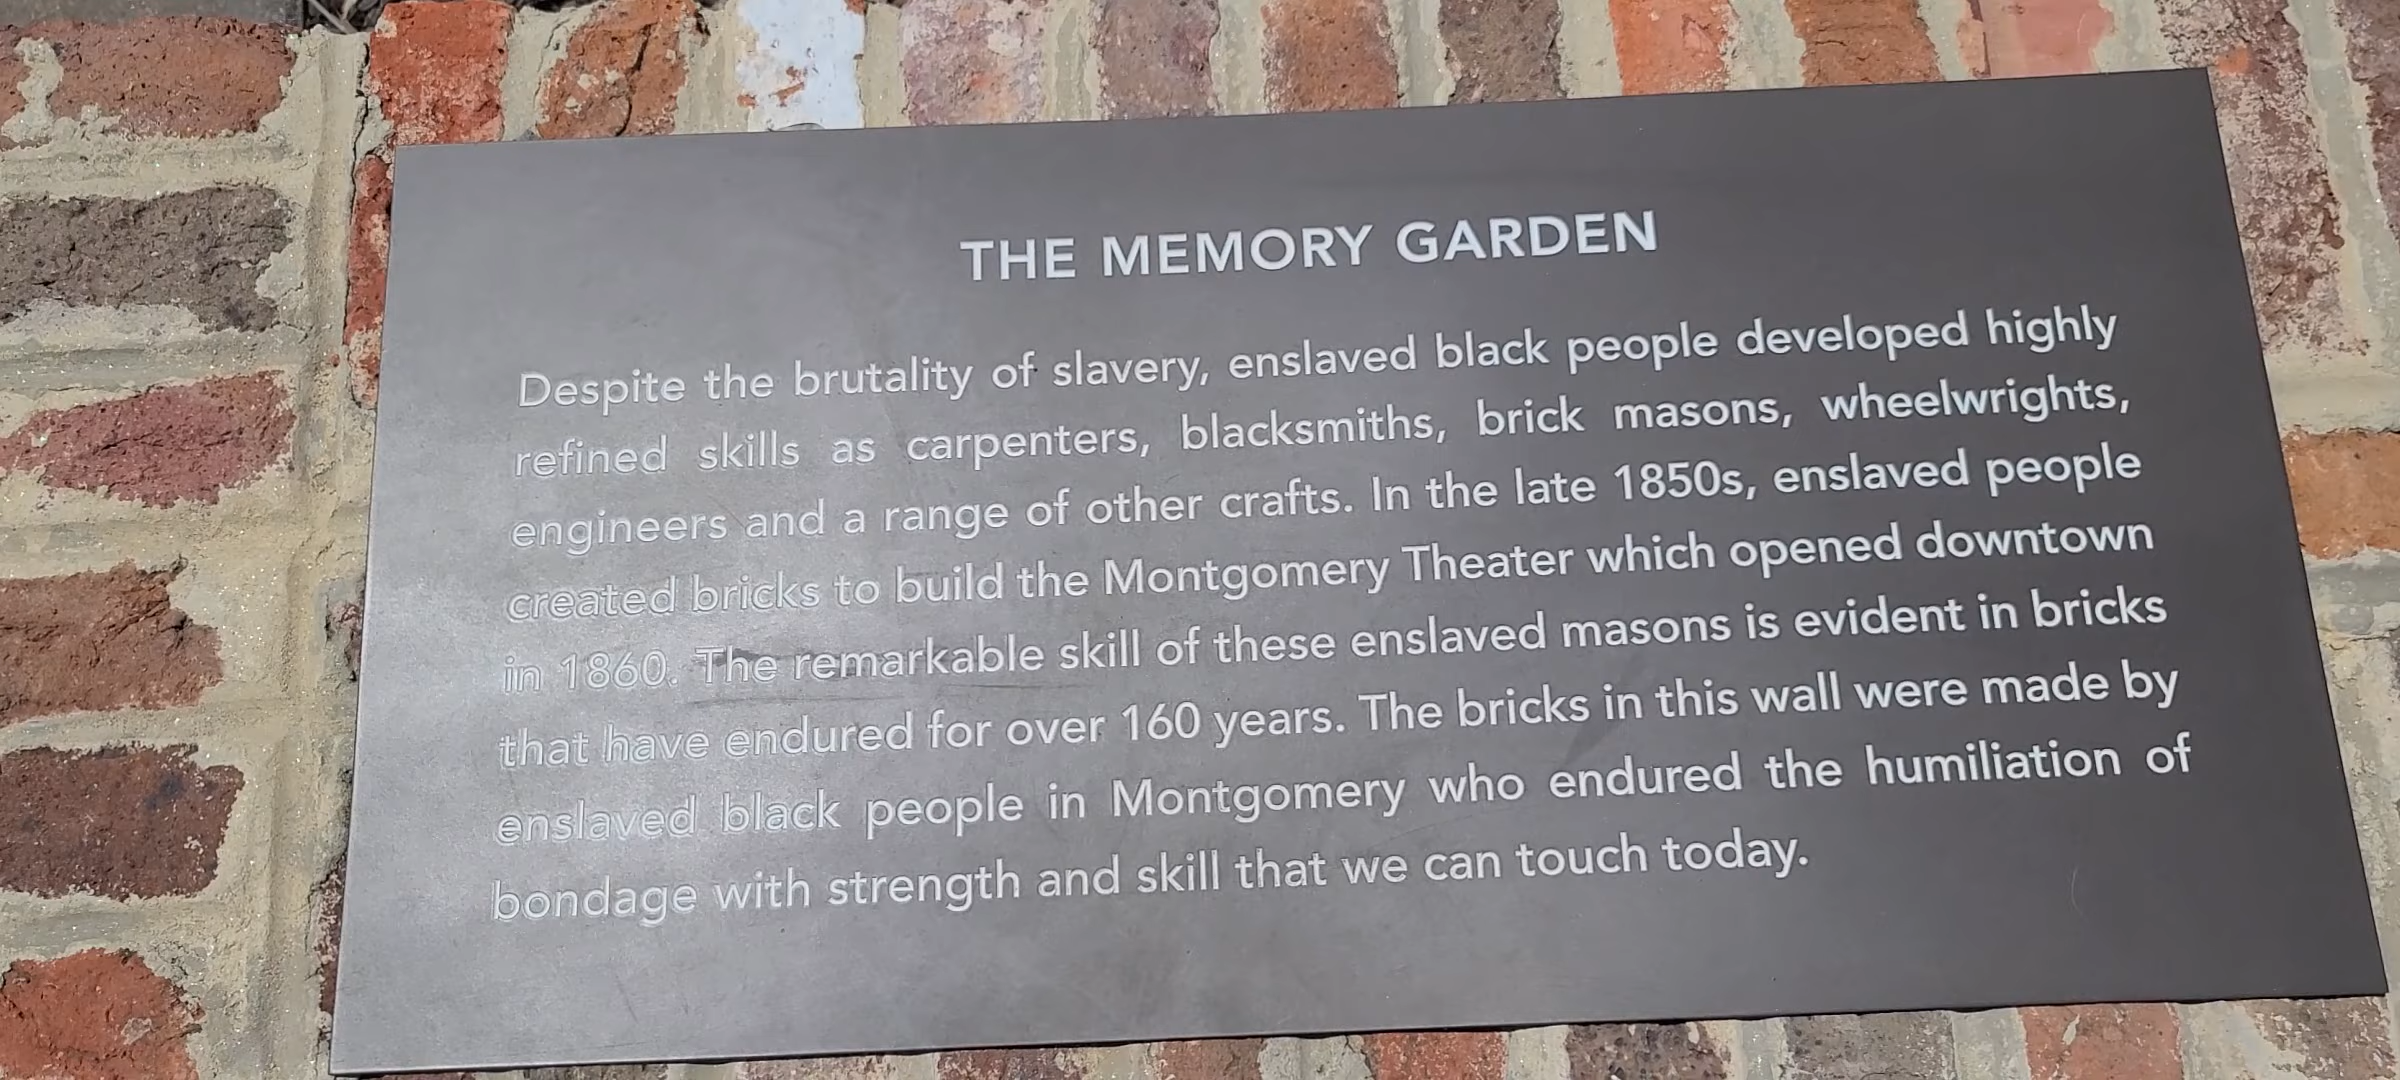 THE MEMORY GARDEN
Despite the brutality of slavery, enslaved black people developed highly
refined skills as carpenters, blacksmiths, brick masons, wheelwrights,
engineers and a range of other crafts. In the late 1850s, enslaved people
created bricks to build the Montgomery Theater which opened downtown
in 1860. The remarkable skill of these enslaved masons is evident in bricks
that have endured for over 160 years. The bricks in this wall were made by
enslaved black people in Montgomery who endured the humiliation of
bondage with strength and skill that we can touch today.